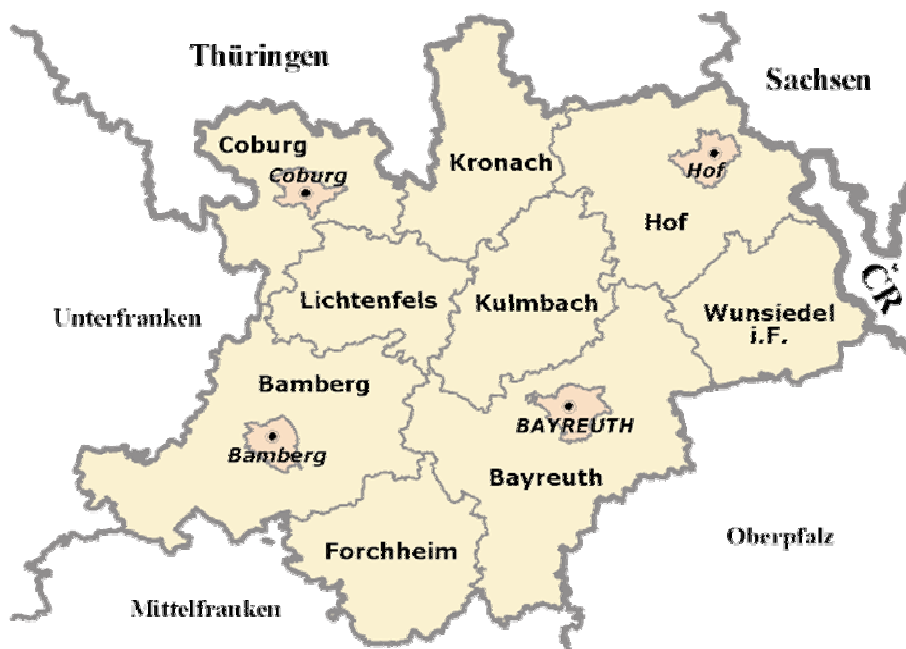 Thüringen
Sachsen
Coburg
Coburg
Kronach
Hof
Hof
ČR
Unterfranken
Lichtenfels
Kulmbach
Wunsiedel
i.F.
Bamberg
Bamberg
BAYREUTH
Bayreuth
Forchheim
Oberpfalz
Mittelfranken